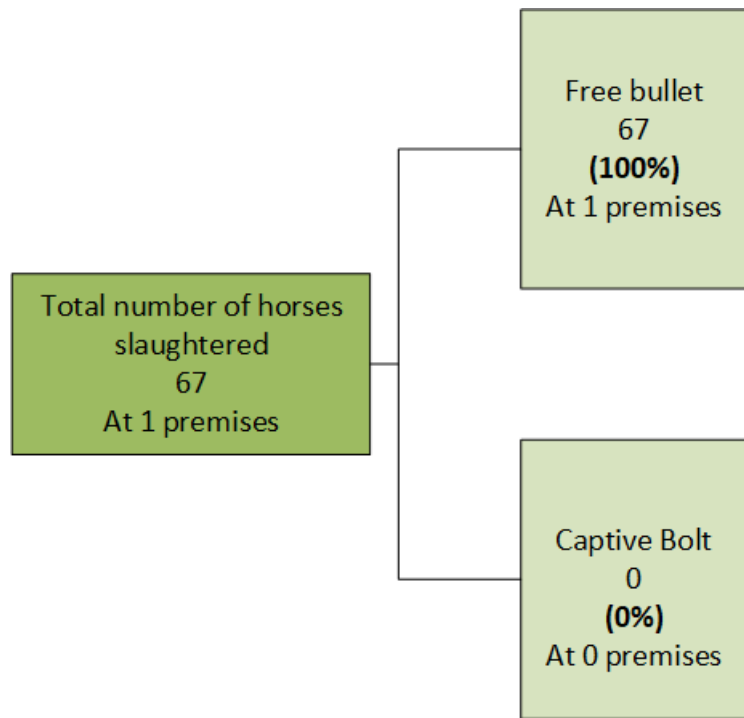 Total number of horses
slaughtered
67
At 1 premises
Free bullet
67
(100%)
At 1 premises
Captive Bolt
0
(0%)
At 0 premises